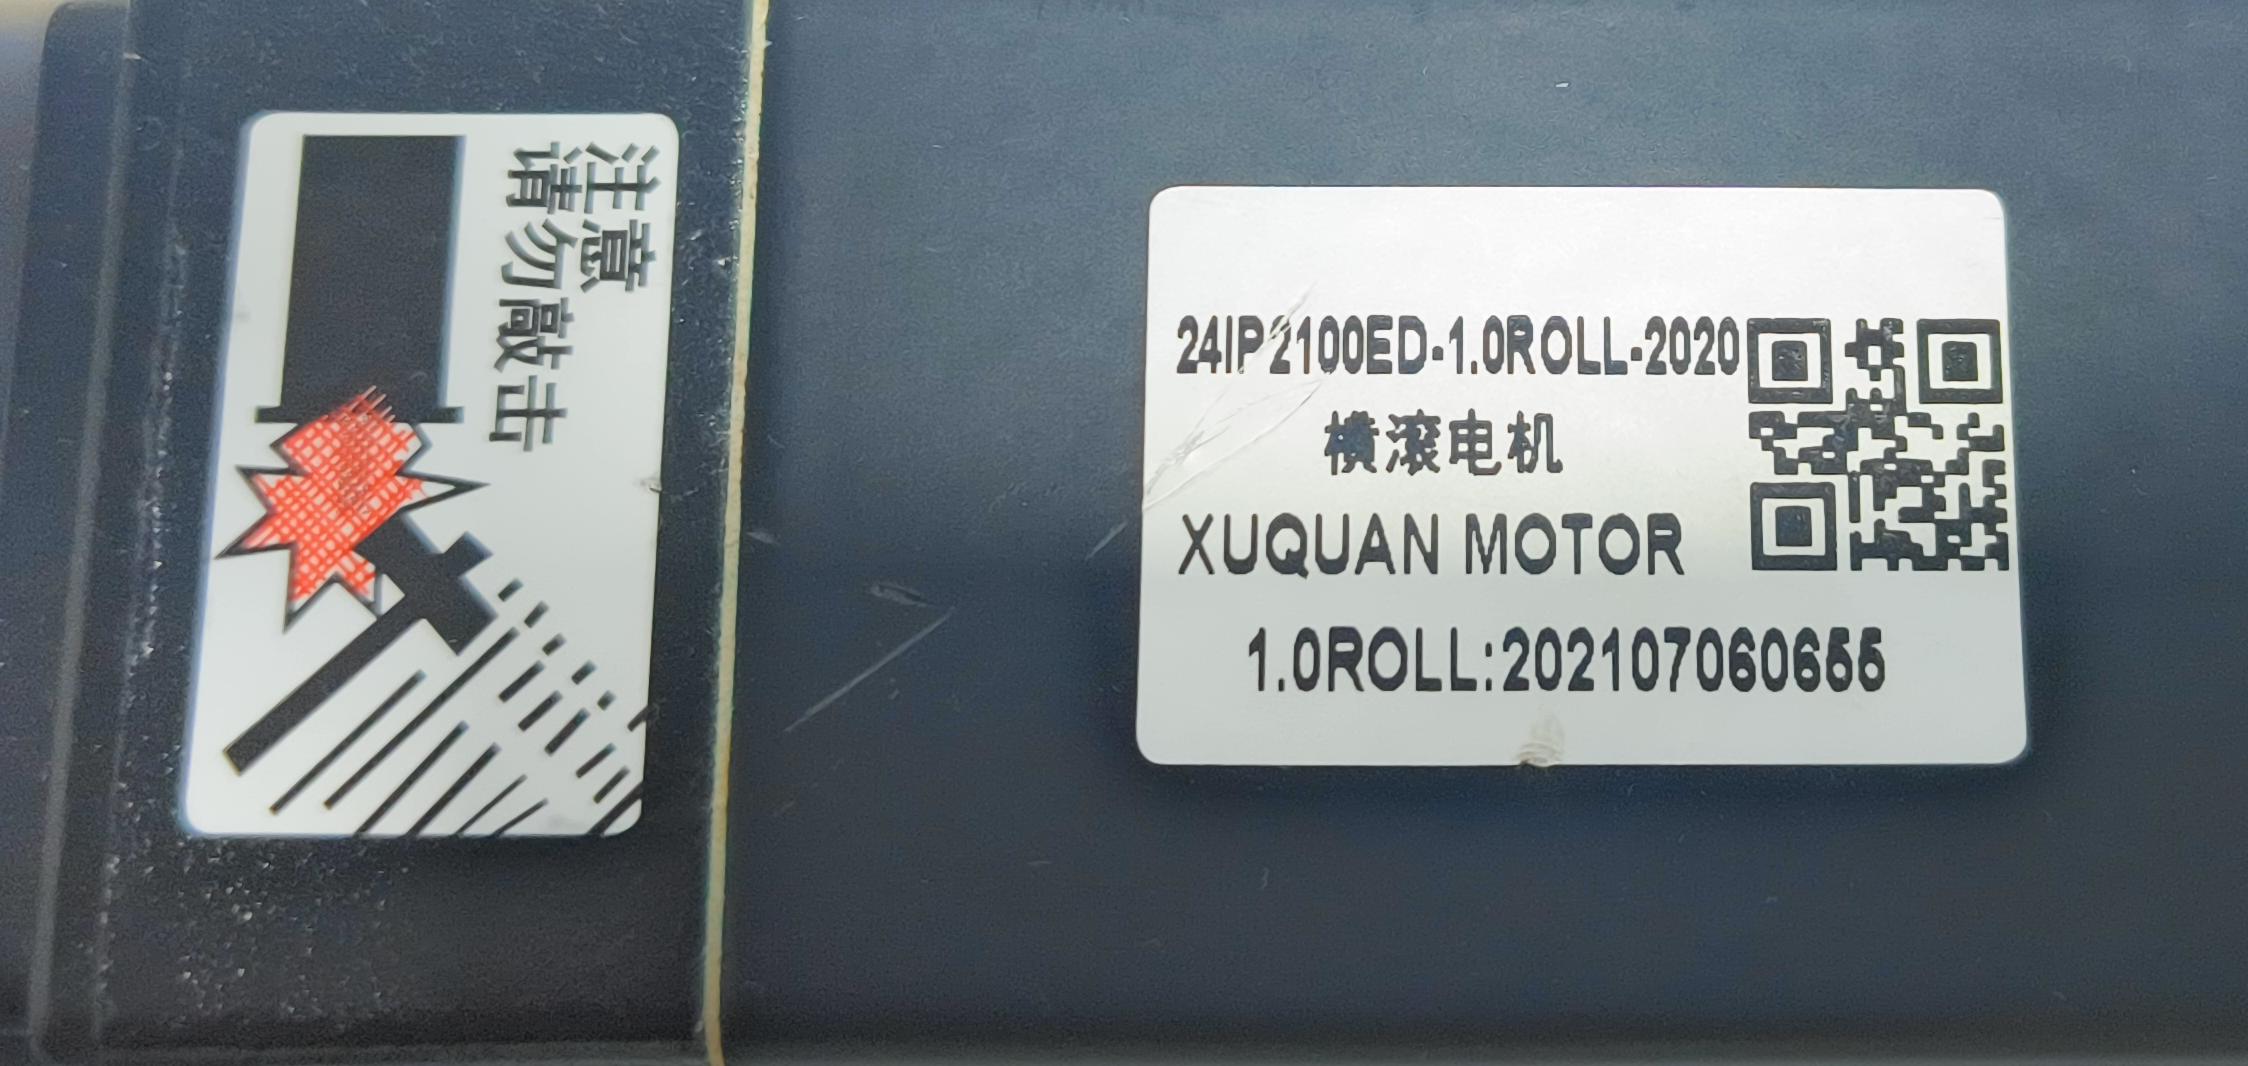 注意
请勿敲击
24IP2100ED-1.0ROLL-2020
横滚电机
XUQUAN MOTOR
1.0ROLL:202107060655